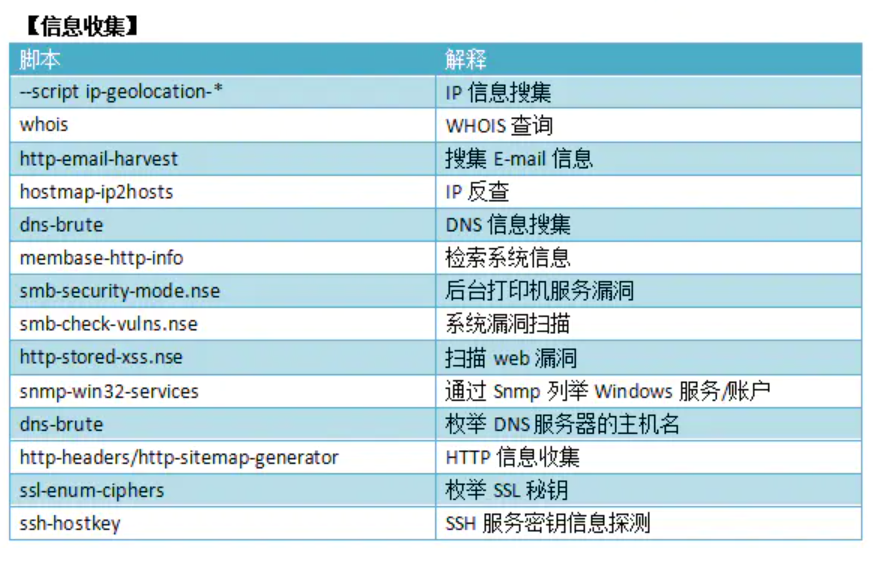 【信息收集】
脚本 解释
--script ip-geolocation-* IP 信息搜集
whois WHOIS 查询
http-email-harvest 搜集 E-mail 信息
hostmap-ip2hosts IP 反查
dns-brute DNS 信息搜集
membase-http-info 检索系统信息
smb-security-mode.nse 后台打印机服务漏洞
smb-check-vulns.nse 系统漏洞扫描
http-stored-xss.nse 扫描 web 漏洞
snmp-win32-services 通过 Snmp 列举 Windows 服务/账户
dns-brute 枚举 DNS 服务器的主机名
http-headers/http-sitemap-generator HTTP 信息收集
ssl-enum-ciphers 枚举 SSL 秘钥
ssh-hostkey SSH 服务密钥信息探测